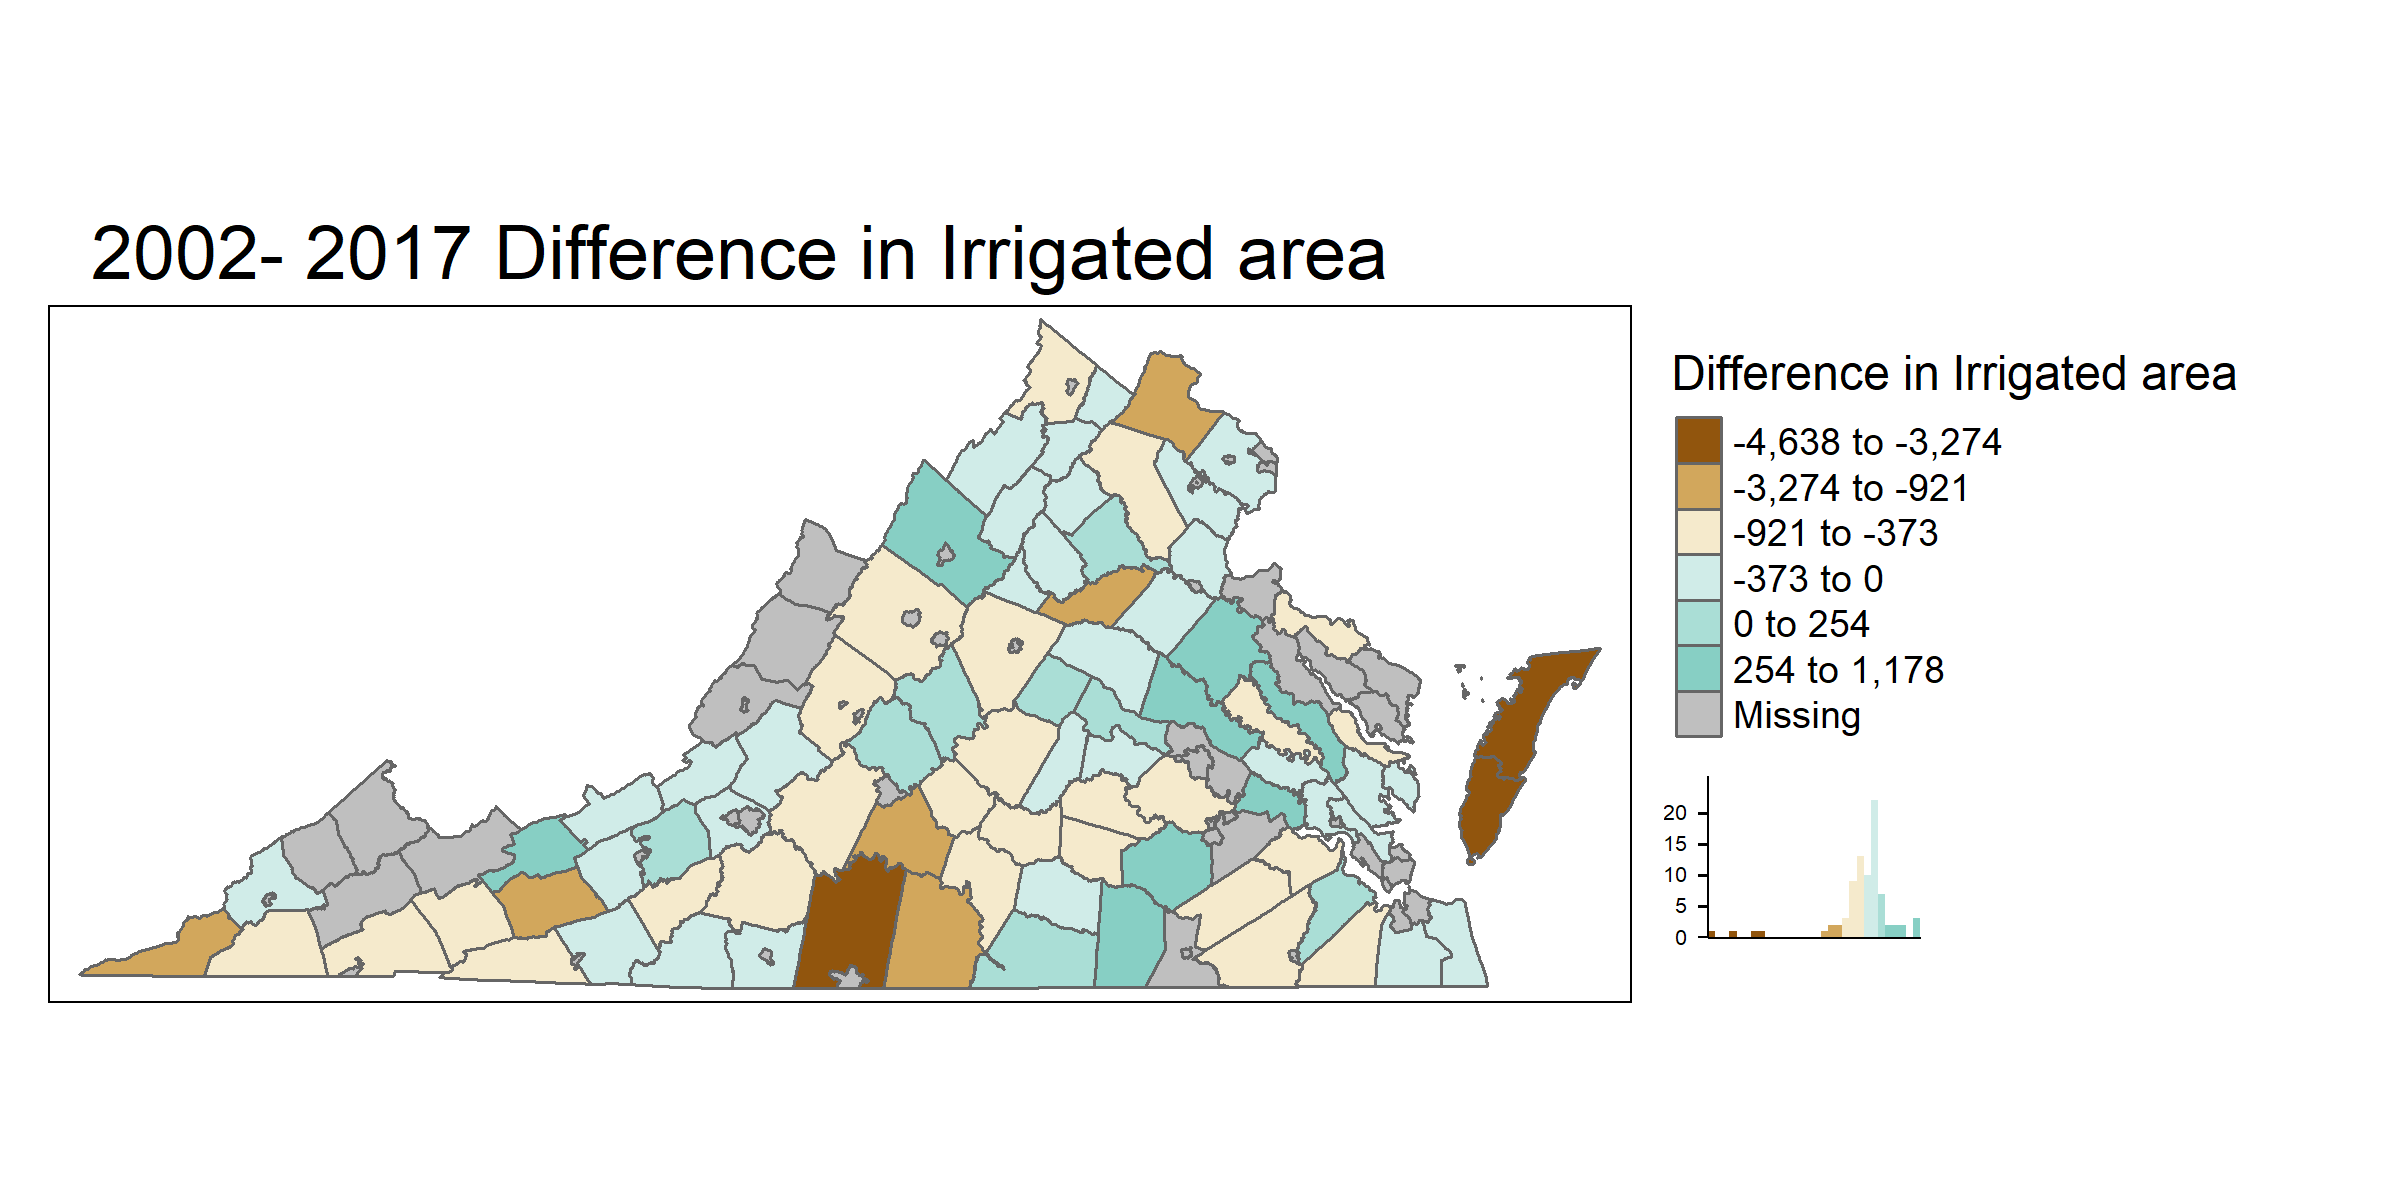 2002- 2017 Difference in Irrigated area
Difference in Irrigated area
-4,638 to -3,274
-3,274 to -921
-921 to -373
-373 to 0
0 to 254
254 to 1,178
Missing
20
15
10
5
0